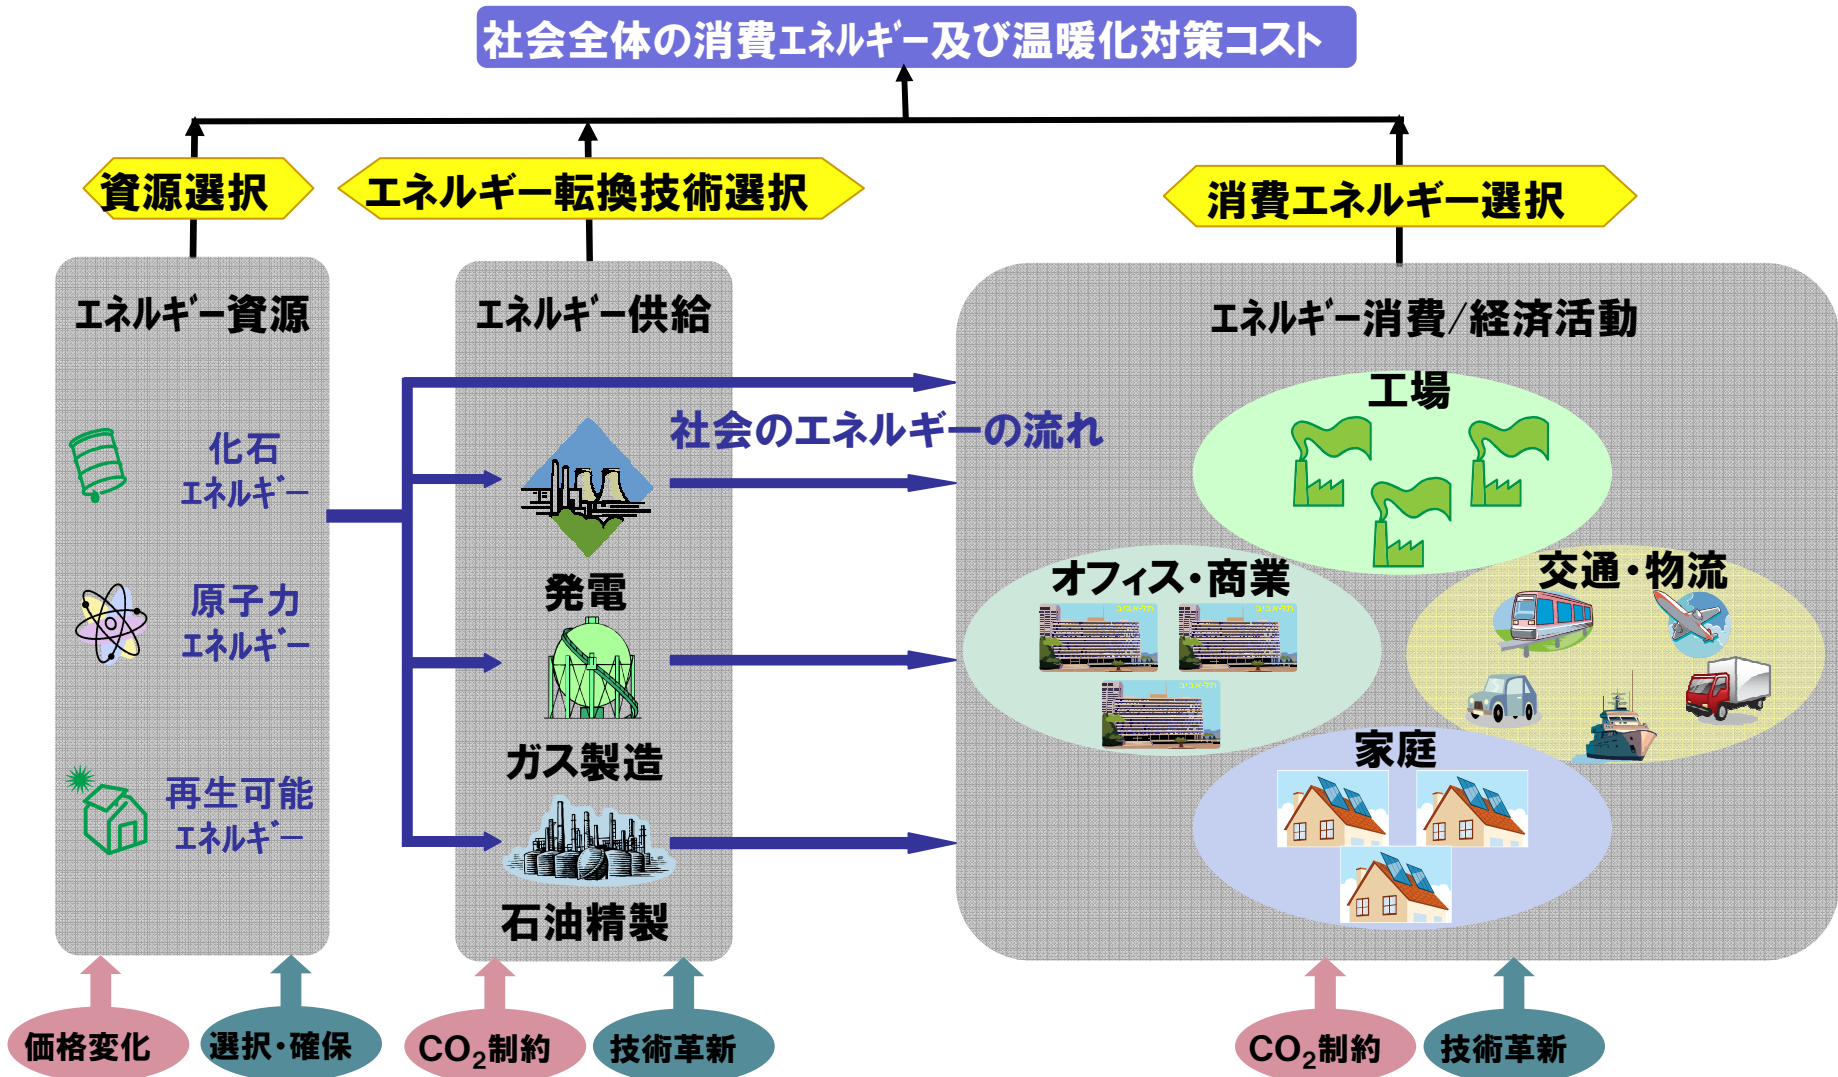 社会全体の消費エネルギー及び温暖化対策コスト
資源選択
エネルギー転換技術選択
消費エネルギー選択
エネルギー資源
化石
エネルギー
原子力
エネルギー
再生可能
エネルギー
エネルギー供給
発電
ガス製造
石油精製
社会のエネルギーの流れ
エネルギー消費/経済活動
工場
オフィス・商業
תל-אביב
תל-אביב
תל-אביב
交通・物流
家庭
価格変化
選択・確保
CO₂制約
技術革新
CO₂制約
技術革新